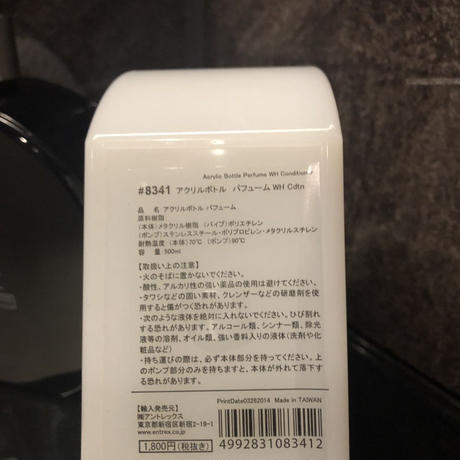 Acrylic Bottle Perfume WH Conditioner
#8341 アクリルボトル パフューム WH Cdtn
品　名 アクリルボトル パフューム
原料樹脂
(本体)メタクリル樹脂 (パイプ)ポリエチレン
(ポンプ)ステンレススチール・ポリプロピレン・メタクリルスチレン
耐熱温度 (本体)70℃ (ポンプ)90℃
容　量 500ml
【取扱い上の注意】
・火のそばに置かないでください。
・酸性、アルカリ性の強い薬品の使用は避けてください。
・タワシなどの固い素材、クレンザーなどの研磨剤を使用すると傷がつく恐れがあります。
・次のような液体を絶対に入れないでください。ひび割れする恐れがあります。アルコール類、シンナー類、除光液等の溶剤、オイル類、強い香料入りの液体(洗剤や化粧品など)
・持ち運びの際は、必ず本体部分を持ってください。上のポンプ部分のみを持ちますと、本体が外れて落下する恐れがあります。
PrintDate03262014 Made in TAIWAN
【輸入発売元】
㈱アントレックス
東京都新宿区新宿2-19-1
www.entrex.co.jp
1,800円(税抜き)
4992831083412